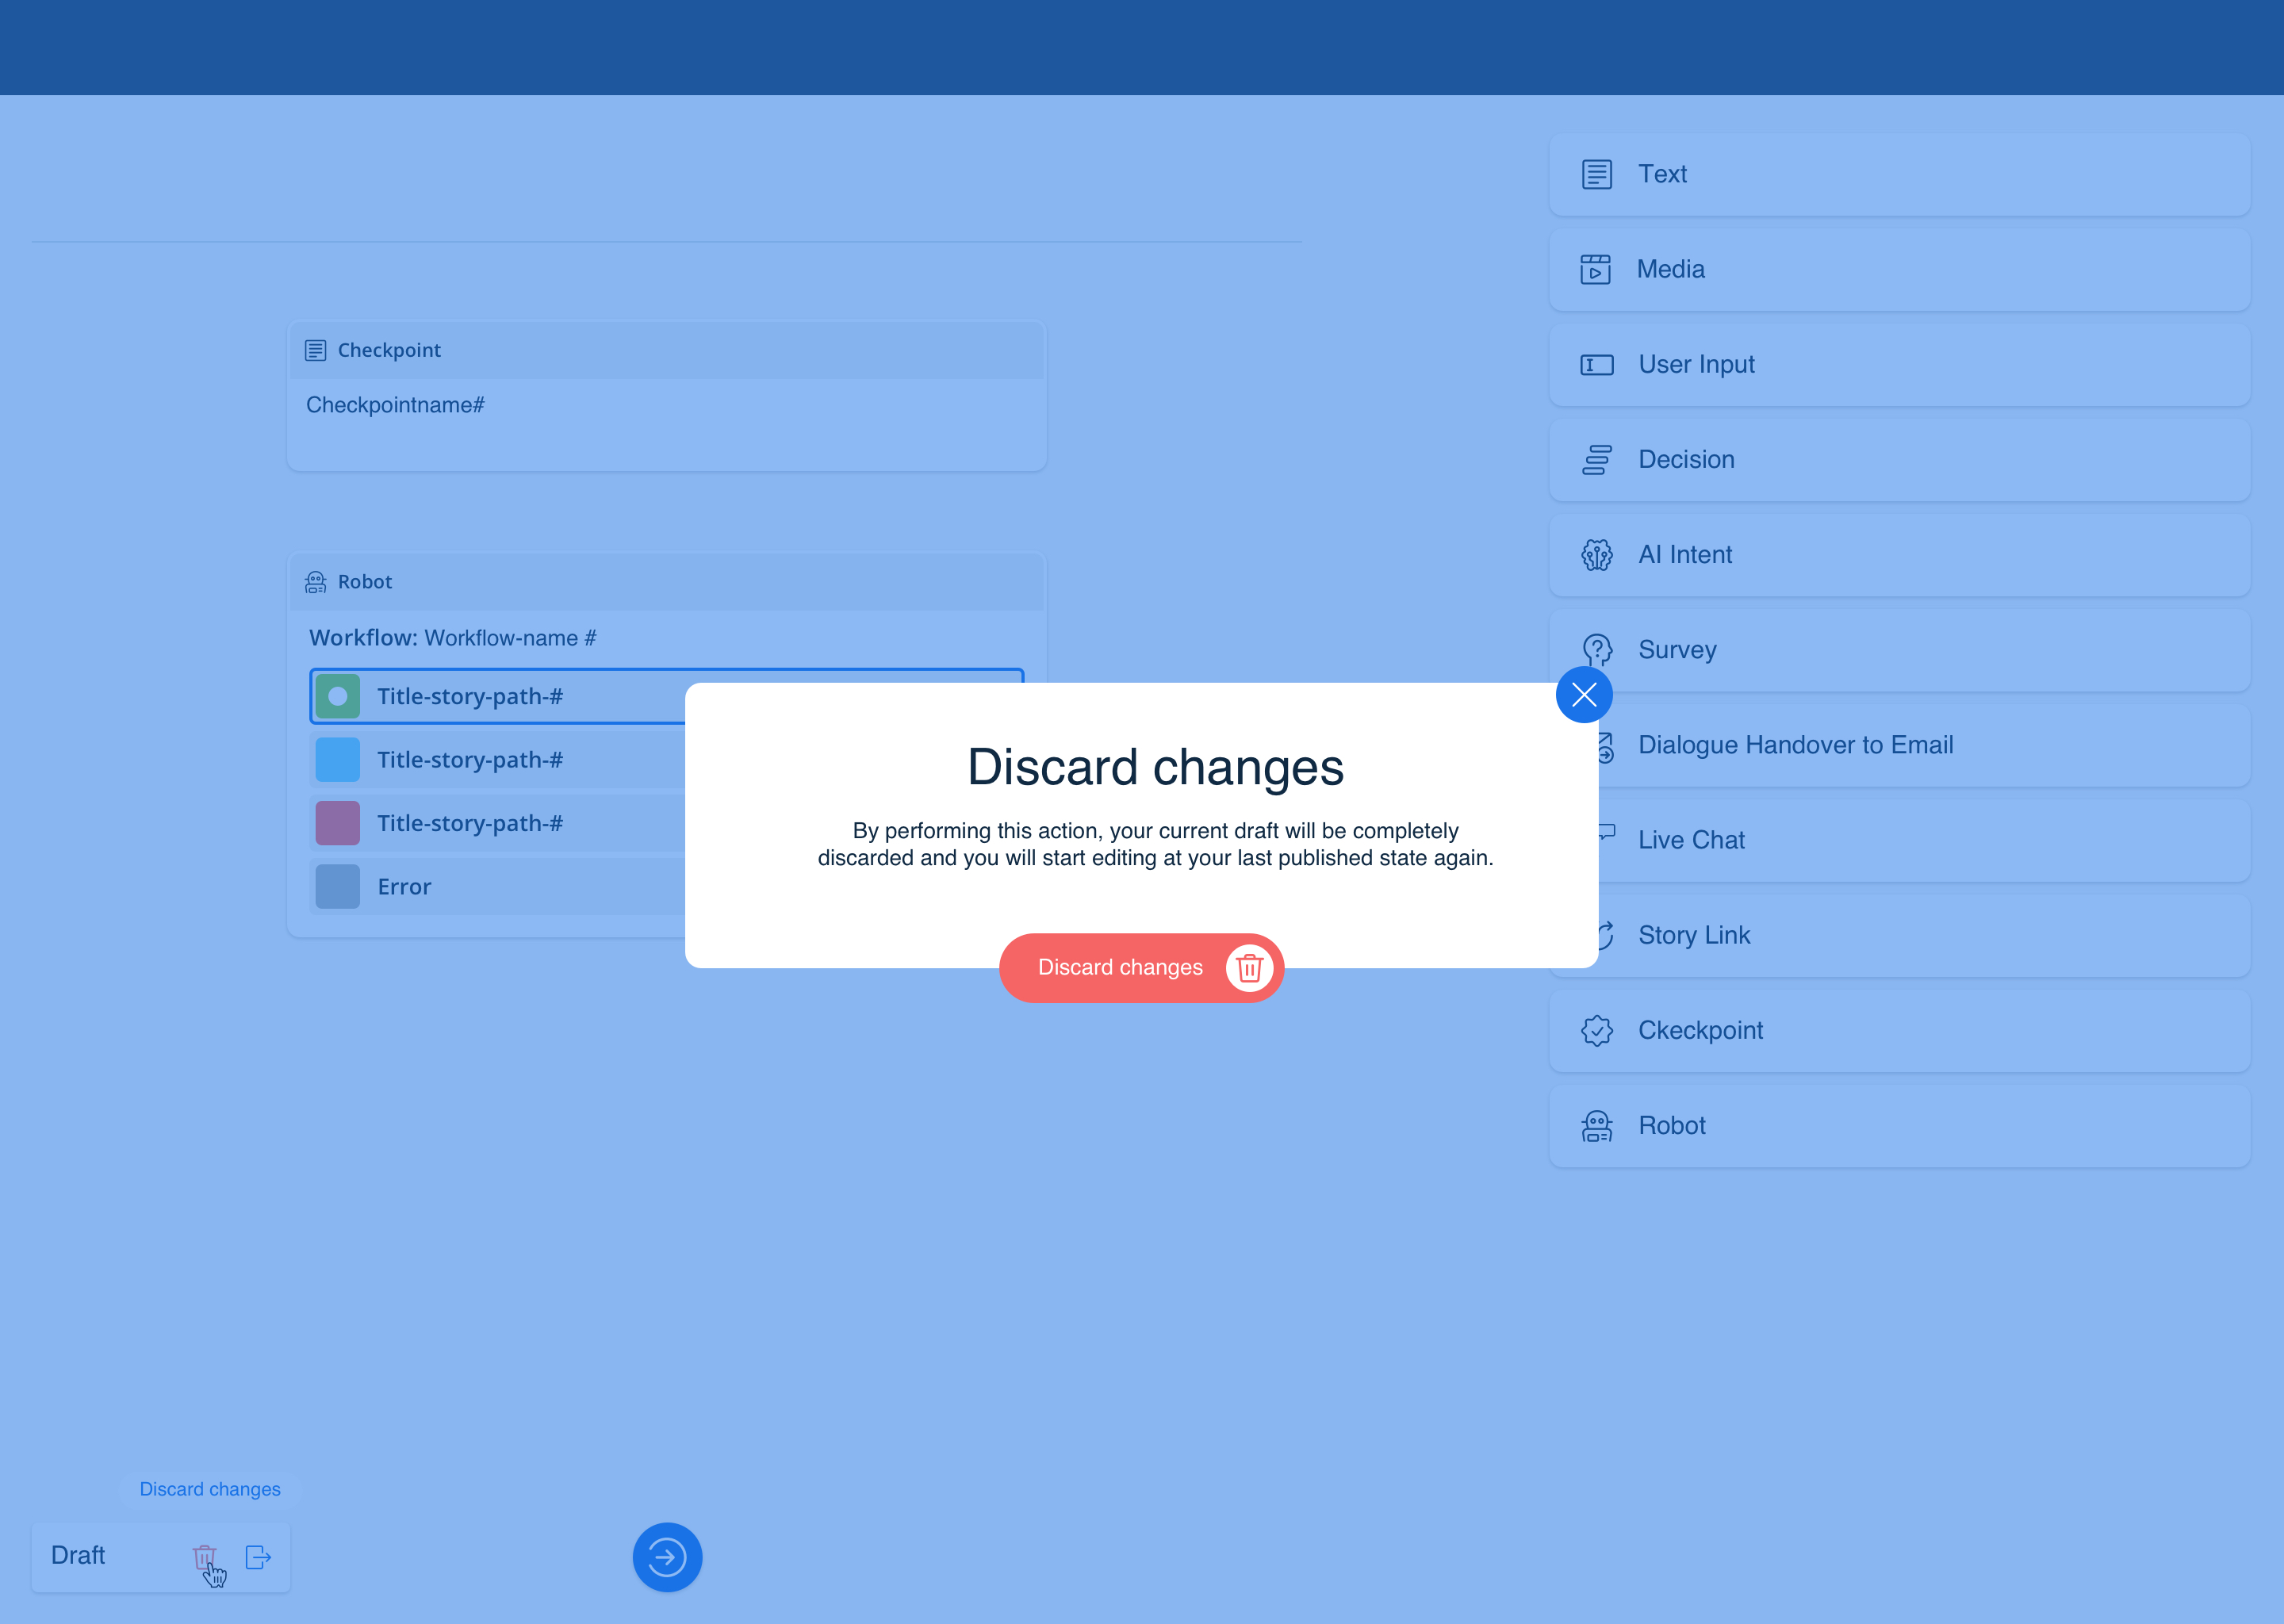 Text
Media
User Input
Decision
AI Intent
Survey
Dialogue Handover to Email
Live Chat
Story Link
Ckeckpoint
Robot
Checkpoint
Checkpointname#
Robot
Workflow: Workflow-name #
Title-story-path-#
Title-story-path-#
Title-story-path-#
Error
Discard changes
By performing this action, your current draft will be completely
discarded and you will start editing at your last published state again.
Discard changes
Discard changes
Draft